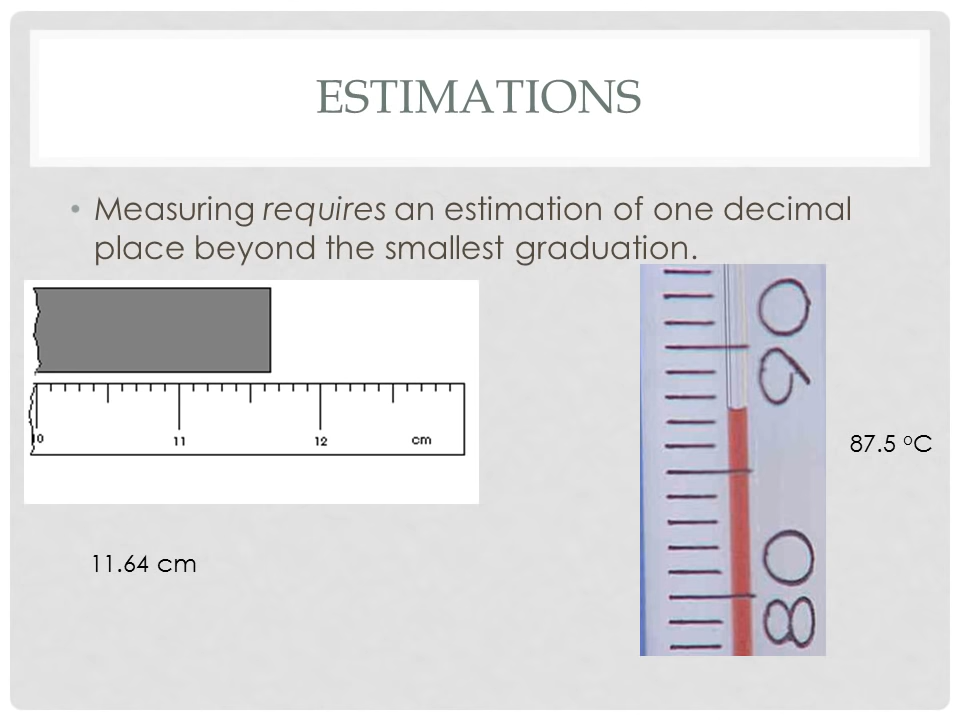 ESTIMATIONS
• Measuring requires an estimation of one decimal
place beyond the smallest graduation.
0 11 12 cm
90
87.5 °C
80
11.64 cm